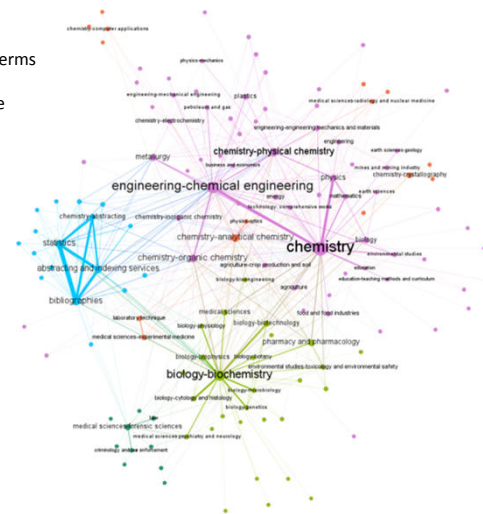 chemistry-computer applications
erms
physics-mechanics
e
engineering-mechanical engineering
plastics
medical sciences-radiology and nuclear medicine
petroleum and gas
chemistry-electrochemistry
engineering-engineering mechanics and materials
engineering
chemistry-physical chemistry
earth sciences-geology
metallurgy
business and economics
mines and mining industry
physics
chemistry-crystallography
engineering-chemical engineering
earth sciences
energy
mathematics
technology: comprehensive works
chemistry-abstracting
chemistry-inorganic chemistry
physics-optics
chemistry-analytical chemistry
statistics
biology
chemistry
environmental studies
chemistry-organic chemistry
abstracting and indexing services
agriculture-crop production and soil
education
biology-bioengineering
education-teaching methods and curriculum
agriculture
bibliographies
medical sciences
food and food industries
laboratory technique
biology-physiology
biology-biotechnology
medical sciences-experimental medicine
pharmacy and pharmacology
biology-biophysics
biology-botany
environmental studies-toxicology and environmental safety
biology-biochemistry
biology-microbiology
biology-cytology and histology
biology-genetics
law
medical sciences-forensic sciences
medical sciences-psychiatry and neurology
criminology and law enforcement